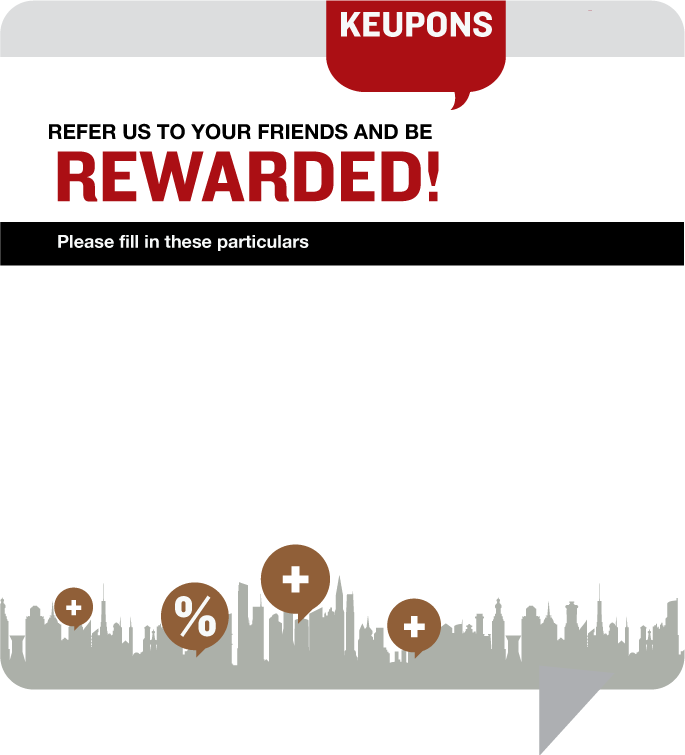 KEUPONS
REFER US TO YOUR FRIENDS AND BE
REWARDED!
Please fill in these particulars
+
%
+
+